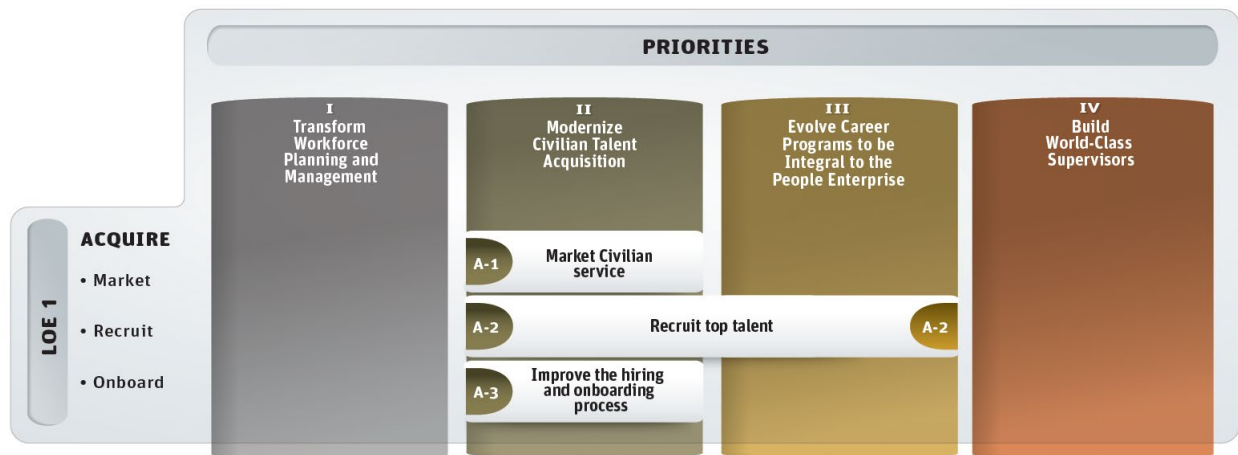 PRIORITIES
I
Transform
Workforce
Planning and
Management
II
Modernize
Civilian Talent
Acquisition
III
Evolve Career
Programs to be
Integral to the
People Enterprise
IV
Build
World-Class
Supervisors
LOE 1
ACQUIRE
• Market
• Recruit
• Onboard
A-1
Market Civilian
service
A-2
Recruit top talent
A-2
A-3
Improve the hiring
and onboarding
process